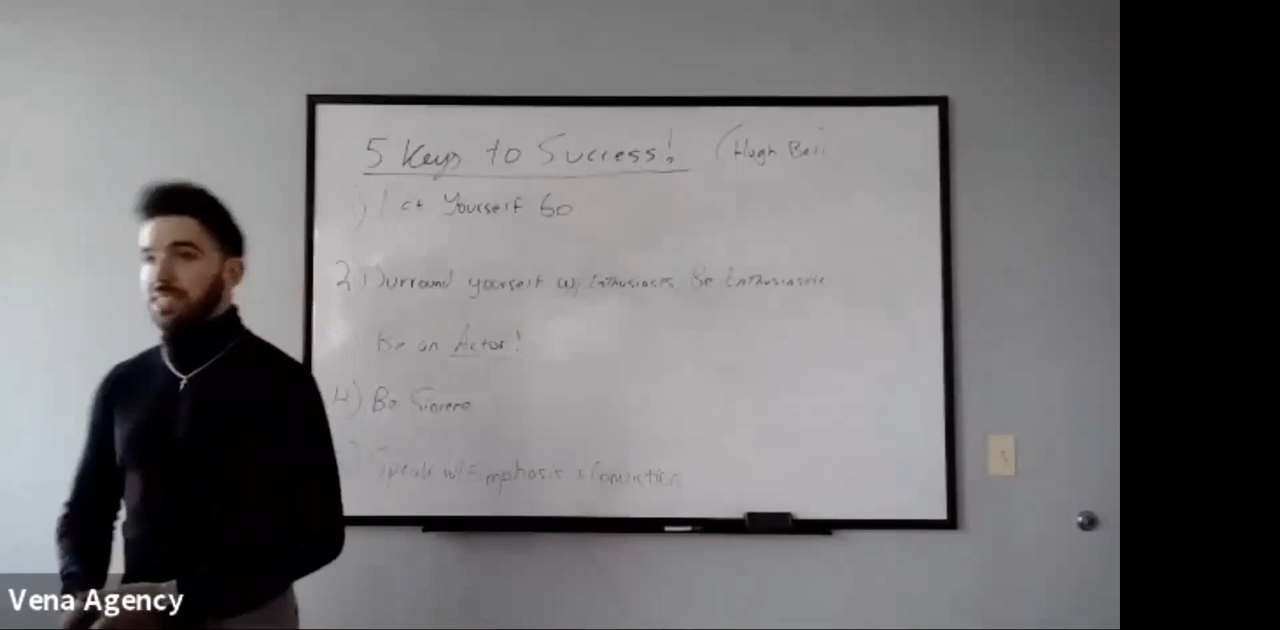 5 Keys to Success! (Hugh
1) Let Yourself Go
2) Surround yourself w/ Enthusiasts, Be Enthusiastic
Be an Actor!
4) Be Sincere
Speak w/ Emphasis & Conviction
Vena Agency